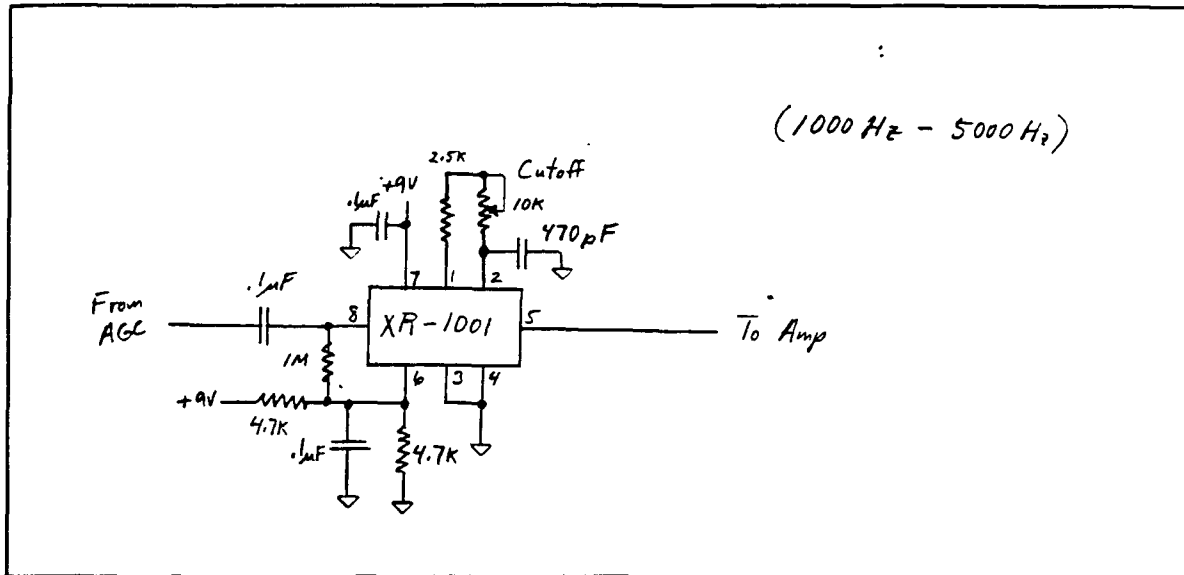 :
(1000 Hz - 5000 Hz)
2.5K
Cutoff
.1µF
+9V
10K
470pF
7
1
2
.1µF
From
AGC
8
XR-1001
5
To Amp
1M
6
3
4
+9V
4.7K
.1µF
4.7K